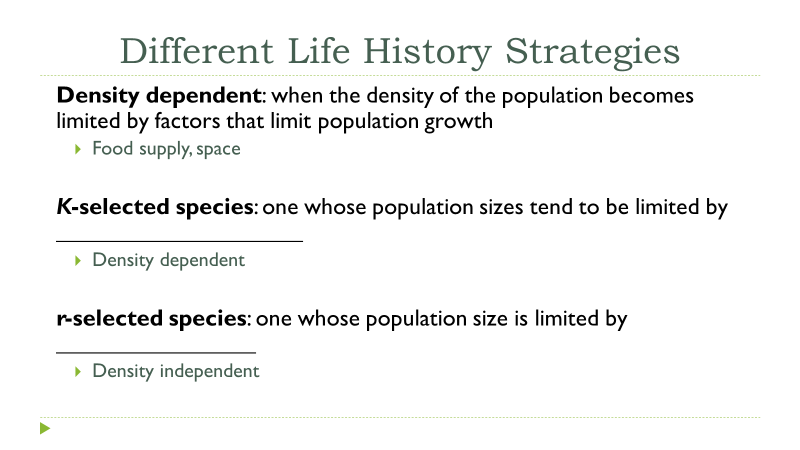 Different Life History Strategies
Density dependent: when the density of the population becomes
limited by factors that limit population growth
Food supply, space
K-selected species: one whose population sizes tend to be limited by
____________________
Density dependent
r-selected species: one whose population size is limited by
________________
Density independent